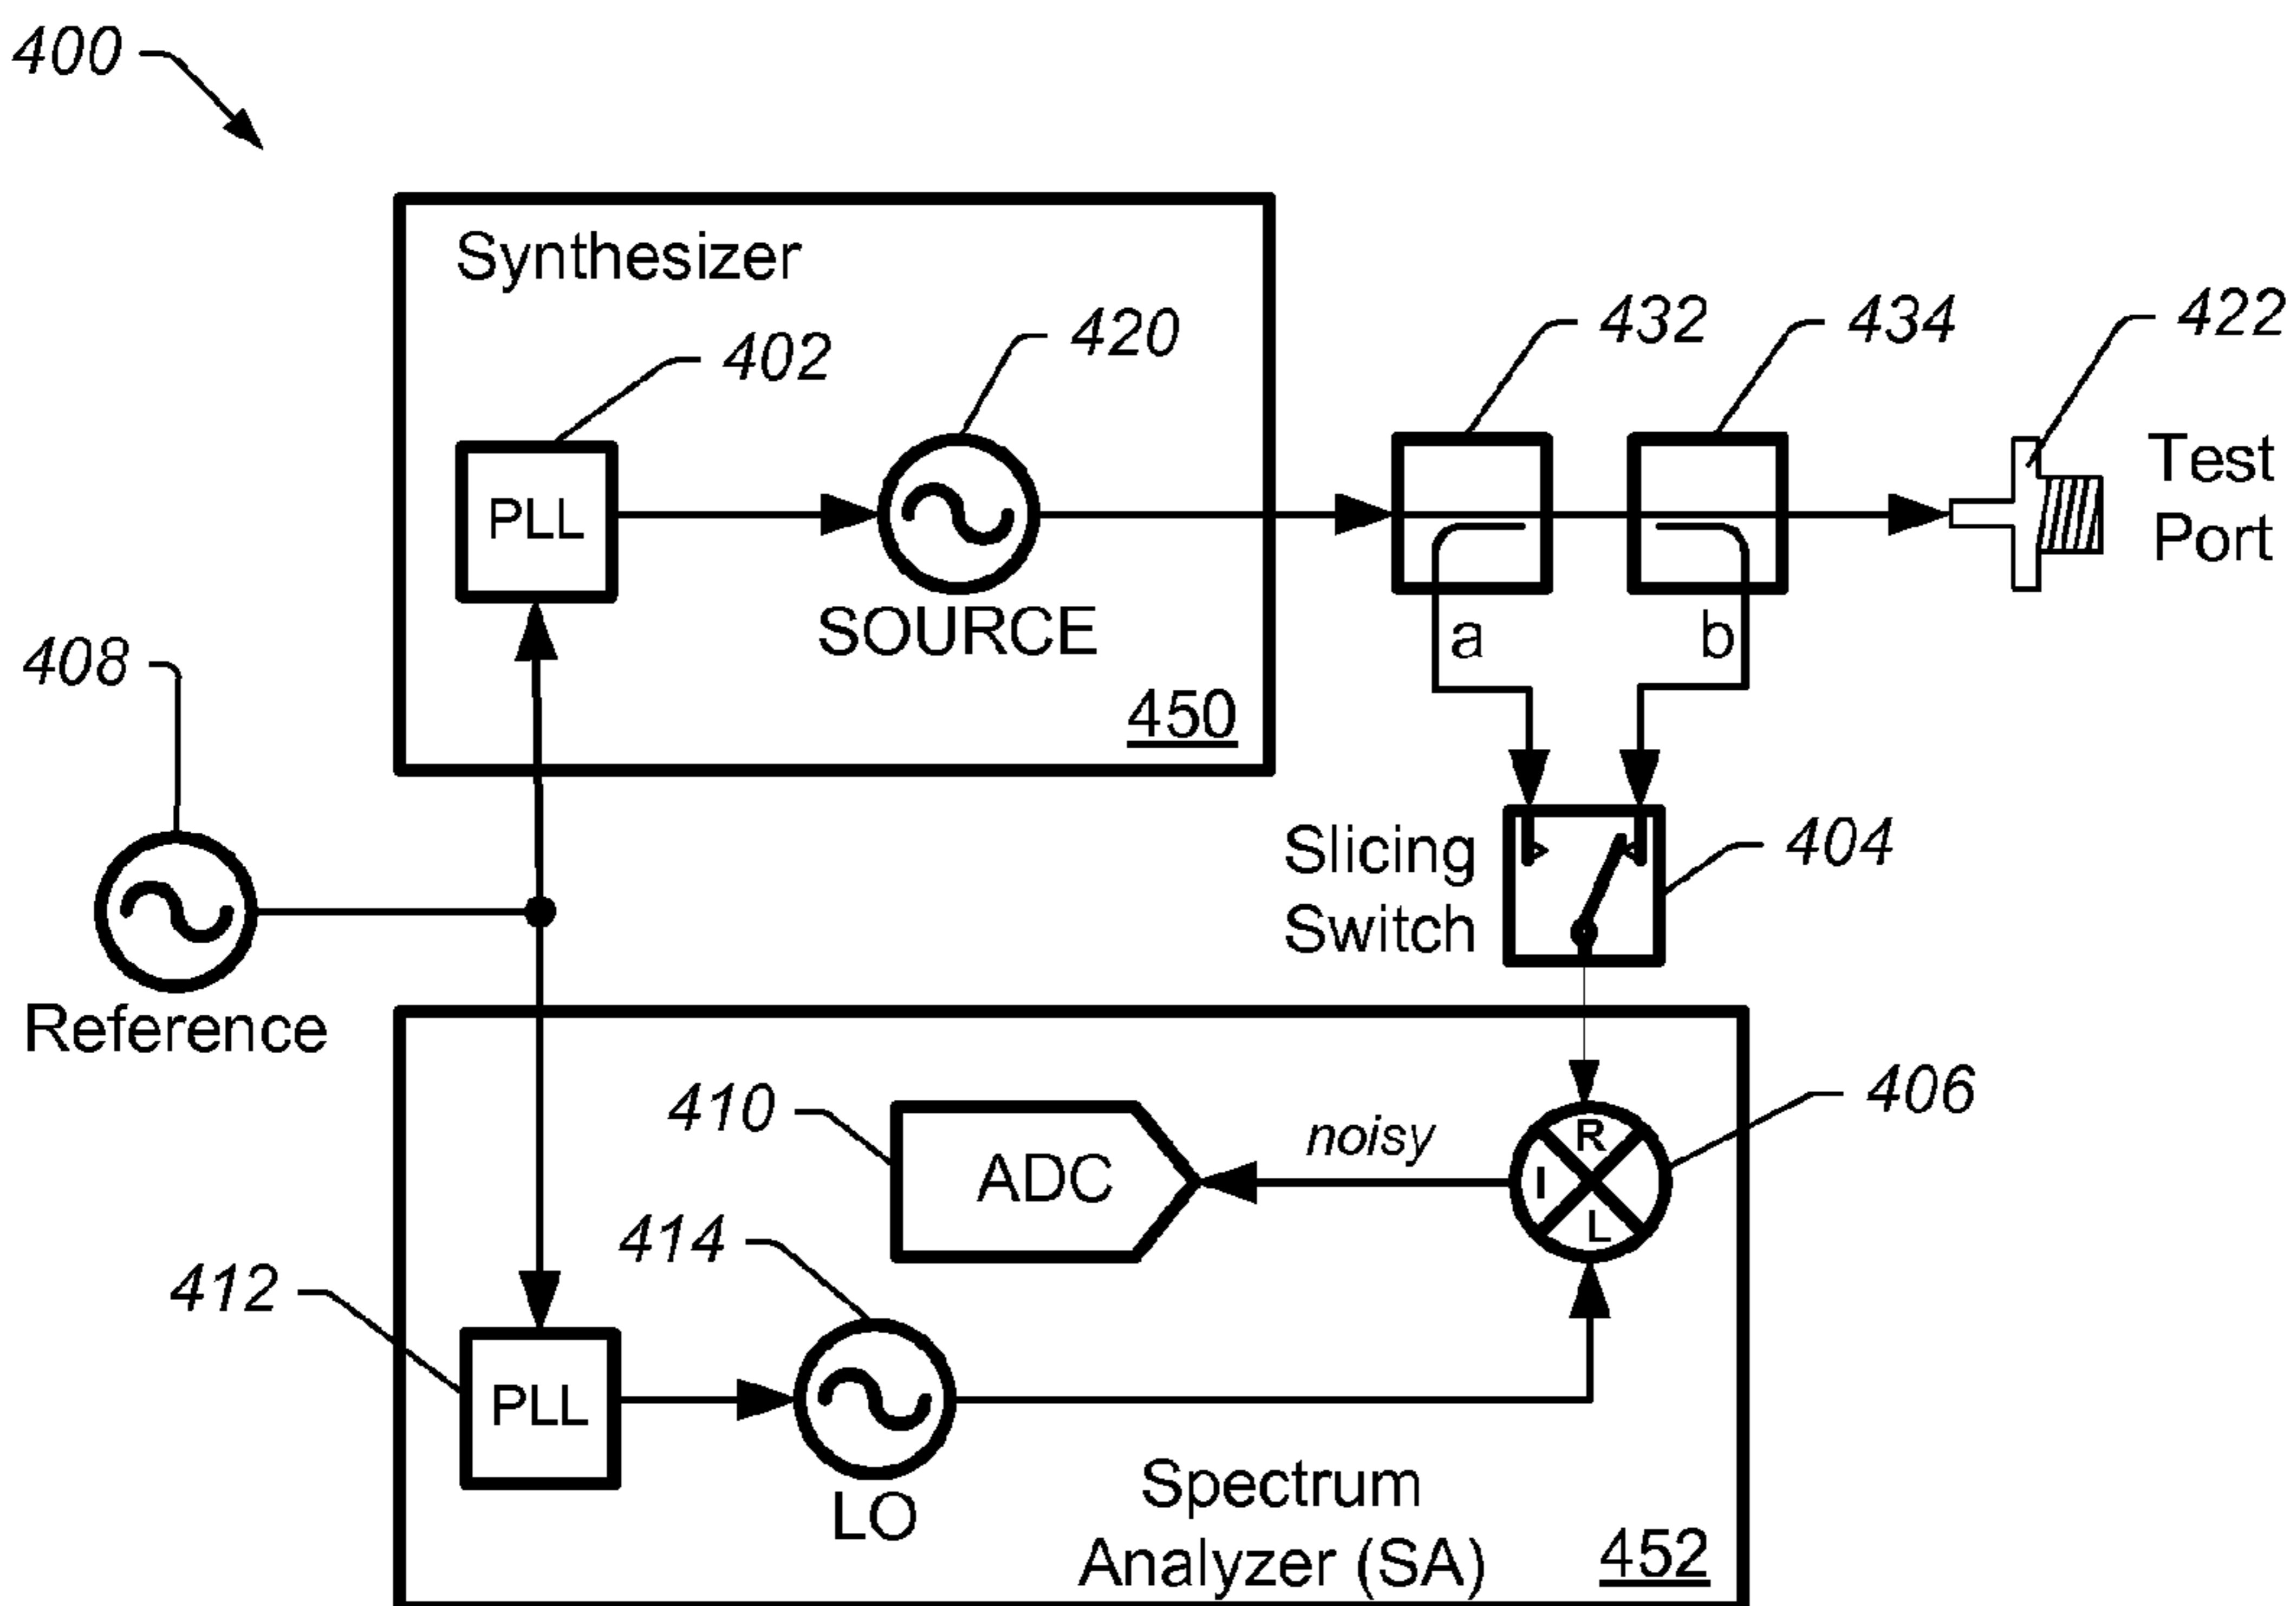 400
Synthesizer
402
420
432
434
422
PLL
SOURCE
Test
Port
a
b
450
408
Reference
Slicing
Switch
404
410
ADC
noisy
R
I
L
406
412
414
PLL
LO
Spectrum
Analyzer (SA)
452